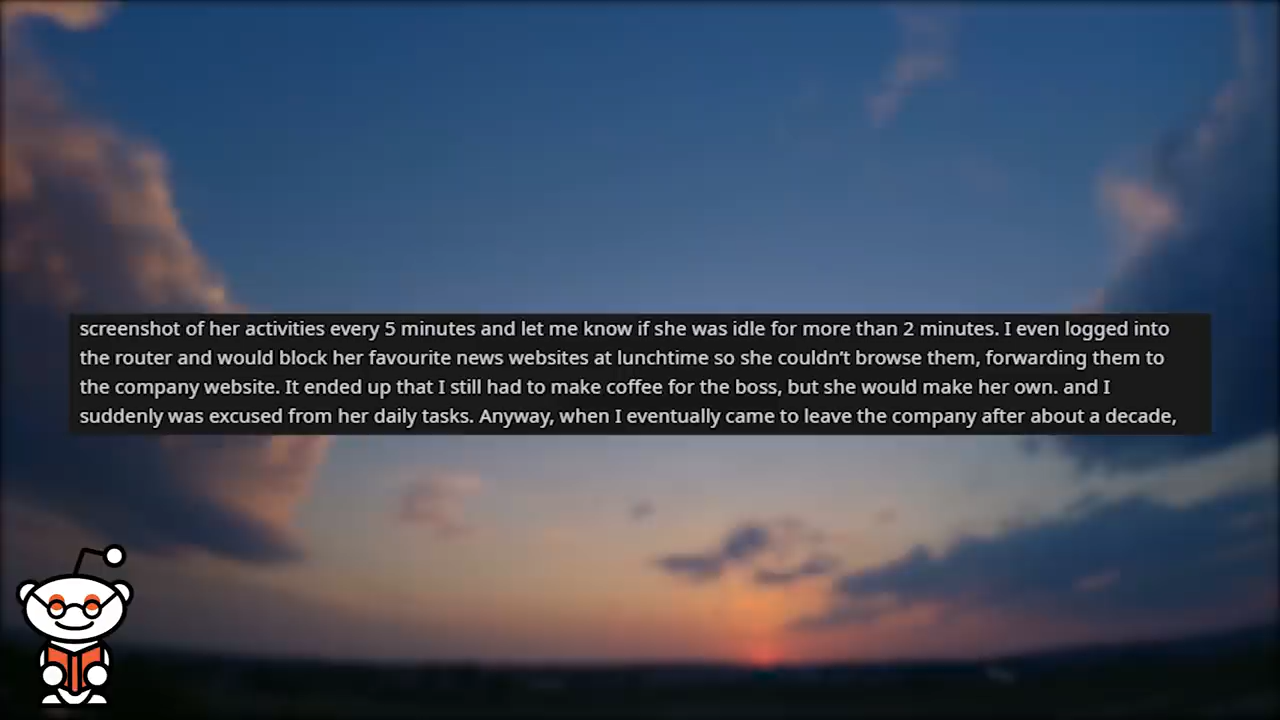 screenshot of her activities every 5 minutes and let me know if she was idle for more than 2 minutes. I even logged into
the router and would block her favourite news websites at lunchtime so she couldn't browse them, forwarding them to
the company website. It ended up that I still had to make coffee for the boss, but she would make her own. and I
suddenly was excused from her daily tasks. Anyway, when I eventually came to leave the company after about a decade,